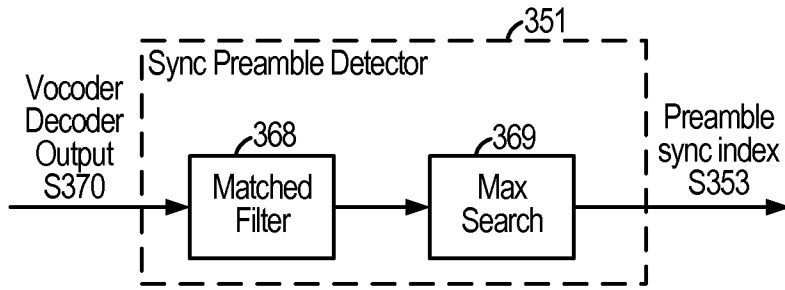 351
Sync Preamble Detector
Vocoder
Decoder
Output
S370
368
Matched
Filter
369
Max
Search
Preamble
sync index
S353